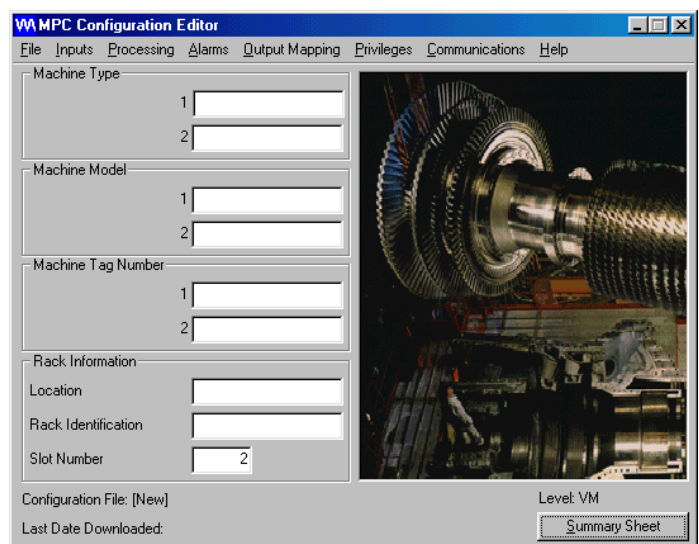 MPC Configuration Editor
File Inputs Processing Alarms Output Mapping Privileges Communications Help
Machine Type
1
2
Machine Model
1
2
Machine Tag Number
1
2
Rack Information
Location
Rack Identification
Slot Number 2
Configuration File: [New]
Level: VM
Last Date Downloaded:
Summary Sheet